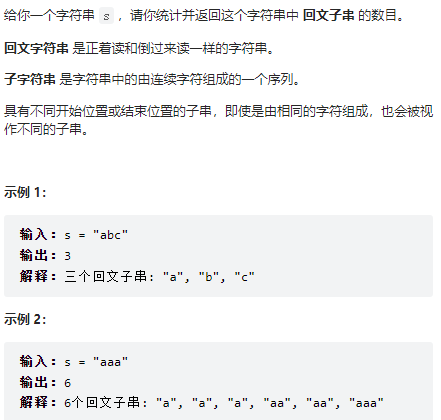 给你一个字符串 s ，请你统计并返回这个字符串中 回文子串 的数目。
回文字符串 是正着读和倒过来读一样的字符串。
子字符串 是字符串中的由连续字符组成的一个序列。
具有不同开始位置或结束位置的子串，即使是由相同的字符组成，也会被视
作不同的子串。
示例 1：
输入：s = "abc"
输出：3
解释：三个回文子串: "a", "b", "c"
示例 2：
输入：s = "aaa"
输出：6
解释：6个回文子串: "a", "a", "a", "aa", "aa", "aaa"